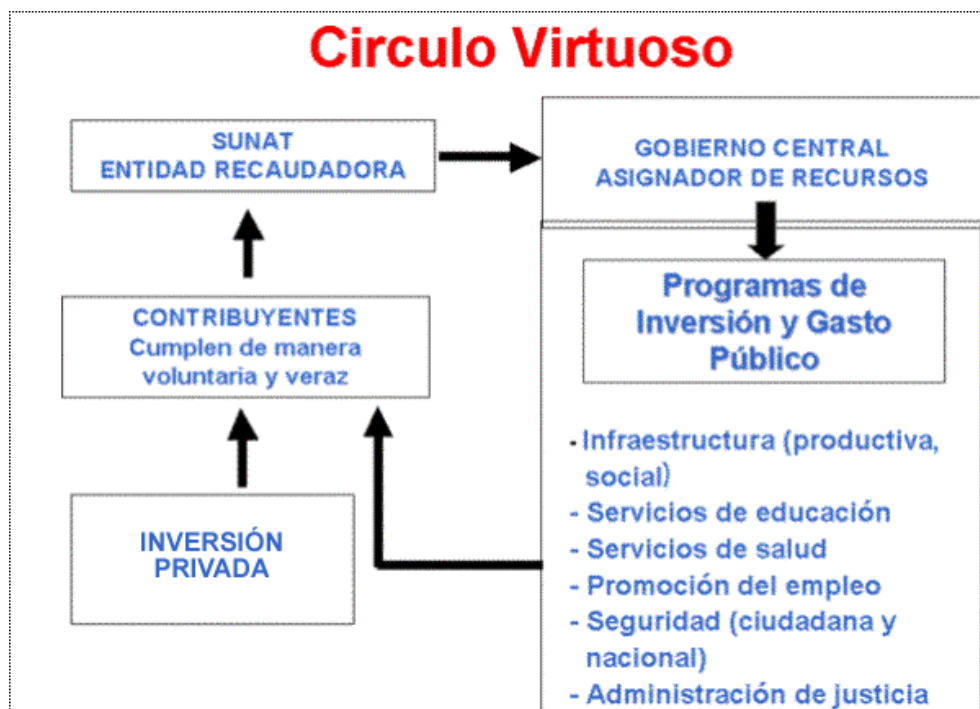 Circulo Virtuoso
SUNAT
ENTIDAD RECAUDADORA
GOBIERNO CENTRAL
ASIGNADOR DE RECURSOS
CONTRIBUYENTES
Cumplen de manera
voluntaria y veraz
Programas de
Inversión y Gasto
Público
INVERSIÓN
PRIVADA
- Infraestructura (productiva,
social)
- Servicios de educación
- Servicios de salud
- Promoción del empleo
- Seguridad (ciudadana y
nacional)
- Administración de justicia